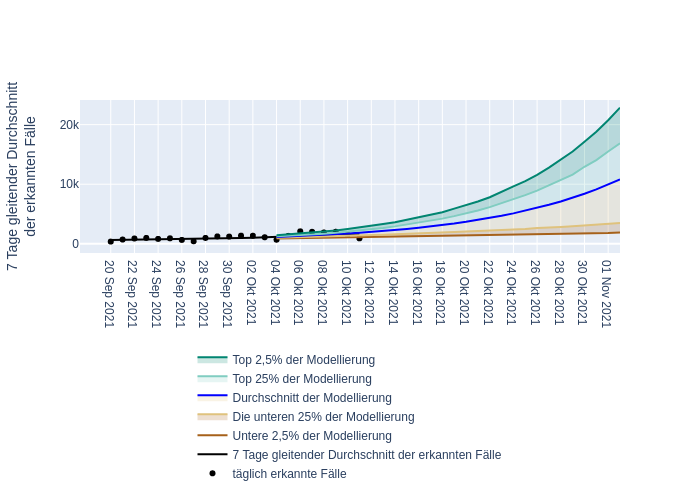 7 Tage gleitender Durchschnitt
der erkannten Fälle
20k
10k
0
20 Sep 2021
22 Sep 2021
24 Sep 2021
26 Sep 2021
28 Sep 2021
30 Sep 2021
02 Okt 2021
04 Okt 2021
06 Okt 2021
08 Okt 2021
10 Okt 2021
12 Okt 2021
14 Okt 2021
16 Okt 2021
18 Okt 2021
20 Okt 2021
22 Okt 2021
24 Okt 2021
26 Okt 2021
28 Okt 2021
30 Okt 2021
01 Nov 2021
Top 2,5% der Modellierung
Top 25% der Modellierung
Durchschnitt der Modellierung
Die unteren 25% der Modellierung
Untere 2,5% der Modellierung
7 Tage gleitender Durchschnitt der erkannten Fälle
täglich erkannte Fälle